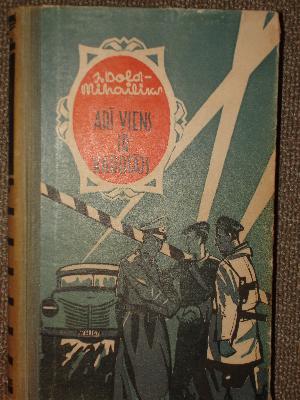 J. Dold-
Mihailiks
ARĪ VIENS
IR
KAROTĀJS